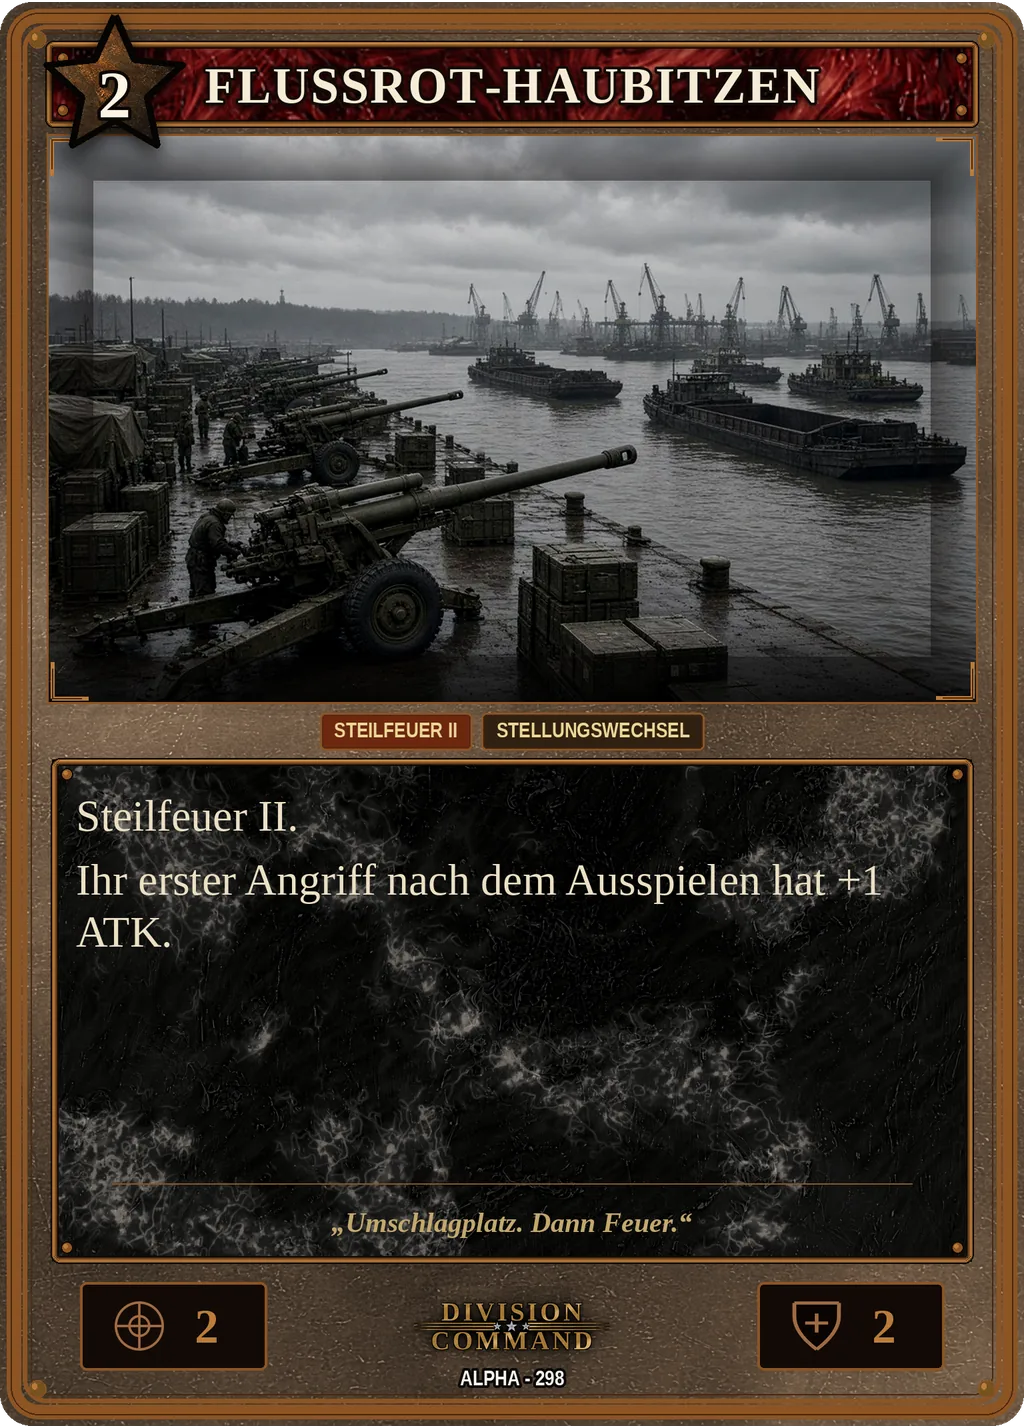 2
FLUSSROT-HAUBITZEN
STEILFEUER II
STELLUNGSWECHSEL
Steilfeuer II.
Ihr erster Angriff nach dem Ausspielen hat +1
ATK.
„Umschlagplatz. Dann Feuer.“
2
DIVISION
COMMAND
2
ALPHA - 298